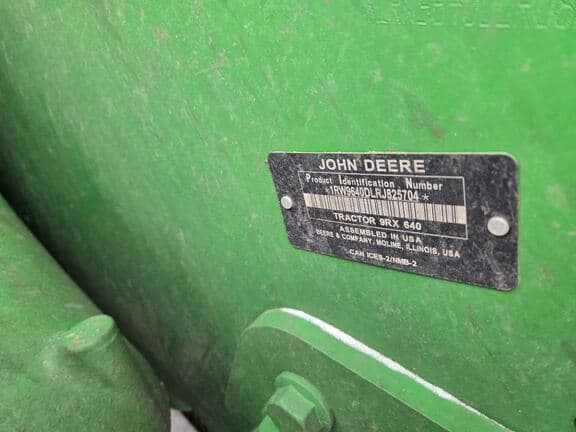 JOHN DEERE
Product Identification Number
*1RW9640DLRJ825704*
TRACTOR 9RX 640
ASSEMBLED IN USA
DEERE & COMPANY, MOLINE, ILLINOIS, USA
CAN ICES-2/NMB-2